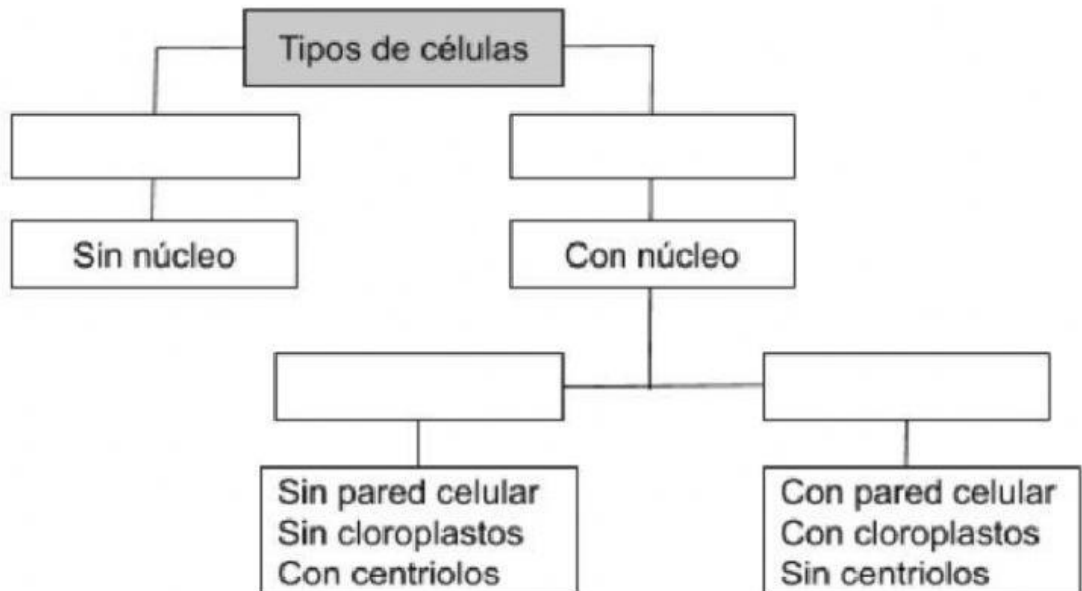 Tipos de células
Sin núcleo
Con núcleo
Sin pared celular
Sin cloroplastos
Con centriolos
Con pared celular
Con cloroplastos
Sin centriolos